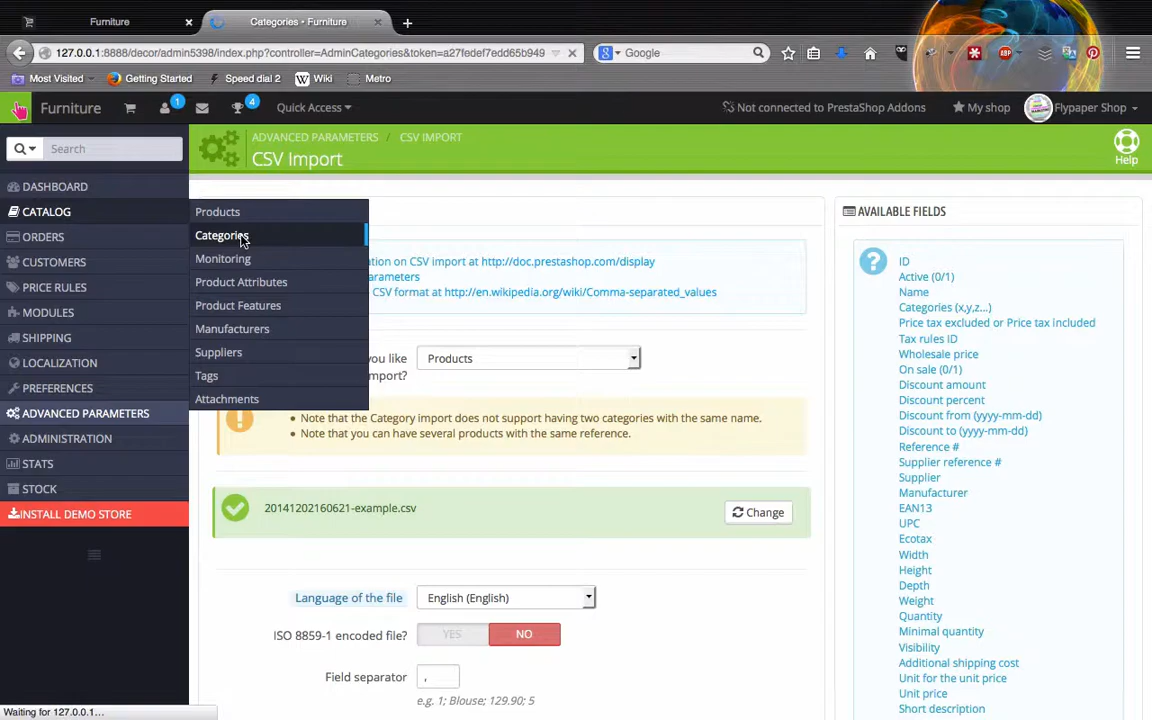 Furniture
Categories • Furniture
127.0.0.1:8888/decor/admin5398/index.php?controller=AdminCategories&token=a27fedef7edd65b949
Google
Most Visited
Getting Started
Speed dial 2
Wiki
Metro
Furniture
1
4
Quick Access
Not connected to PrestaShop Addons
My shop
Flypaper Shop
Search
ADVANCED PARAMETERS / CSV IMPORT
CSV Import
Help
DASHBOARD
CATALOG
ORDERS
CUSTOMERS
PRICE RULES
MODULES
SHIPPING
LOCALIZATION
PREFERENCES
ADVANCED PARAMETERS
ADMINISTRATION
STATS
STOCK
INSTALL DEMO STORE
Products
Categories
Monitoring
Product Attributes
Product Features
Manufacturers
Suppliers
Tags
Attachments
ation on CSV import at http://doc.prestashop.com/display
arameters
CSV format at http://en.wikipedia.org/wiki/Comma-separated_values
you like
mport?
Products
• Note that the Category import does not support having two categories with the same name.
• Note that you can have several products with the same reference.
20141202160621-example.csv
Change
Language of the file
English (English)
ISO 8859-1 encoded file?
YES
NO
Field separator
,
e.g. 1; Blouse; 129.90; 5
AVAILABLE FIELDS
ID
Active (0/1)
Name
Categories (x,y,z...)
Price tax excluded or Price tax included
Tax rules ID
Wholesale price
On sale (0/1)
Discount amount
Discount percent
Discount from (yyyy-mm-dd)
Discount to (yyyy-mm-dd)
Reference #
Supplier reference #
Supplier
Manufacturer
EAN13
UPC
Ecotax
Width
Height
Depth
Weight
Quantity
Minimal quantity
Visibility
Additional shipping cost
Unit for the unit price
Unit price
Short description
Waiting for 127.0.0.1...